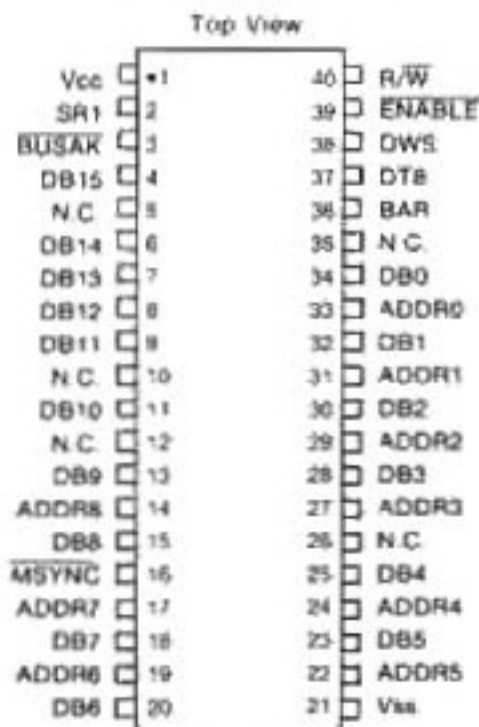 Top View
Vcc •1 40 R/W
SR1 2 39 ENABLE
BUSAK 3 38 DWS
DB15 4 37 DTB
N.C. 5 36 BAR
DB14 6 35 N.C.
DB13 7 34 DB0
DB12 8 33 ADDR0
DB11 9 32 DB1
N.C. 10 31 ADDR1
DB10 11 30 DB2
N.C. 12 29 ADDR2
DB9 13 28 DB3
ADDR8 14 27 ADDR3
DB8 15 26 N.C.
MSYNC 16 25 DB4
ADDR7 17 24 ADDR4
DB7 18 23 DB5
ADDR6 19 22 ADDR5
DB6 20 21 Vss